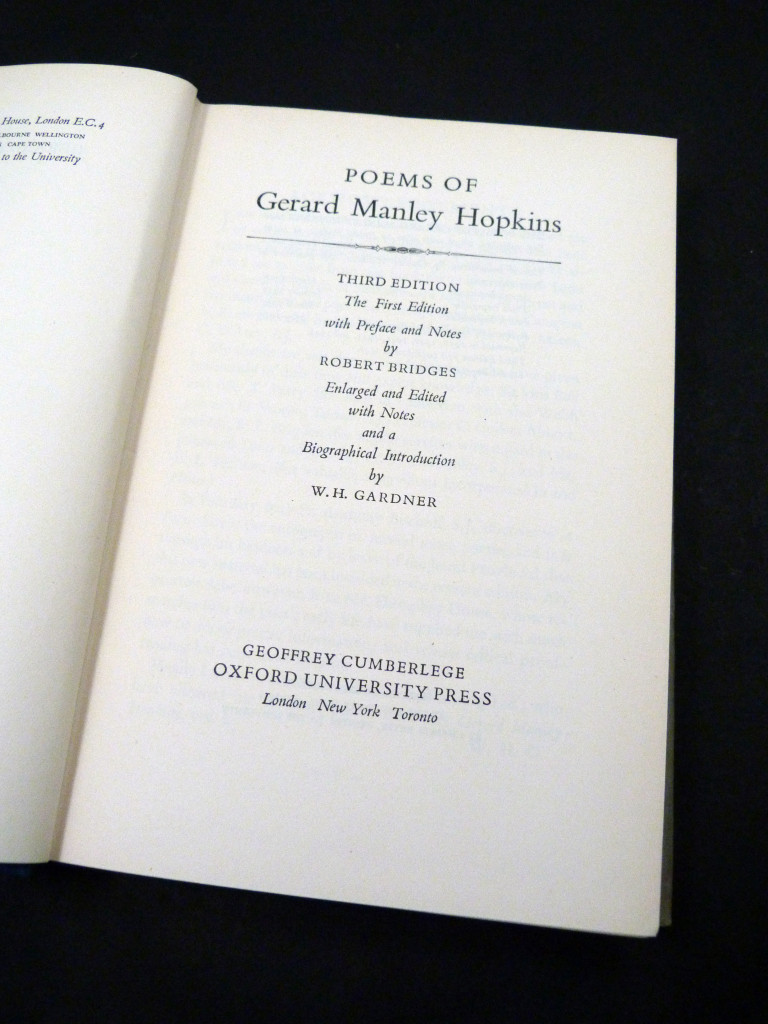 House, London E.C.4
BOURNE WELLINGTON
CAPE TOWN
to the University
POEMS OF
Gerard Manley Hopkins
THIRD EDITION
The First Edition
with Preface and Notes
by
ROBERT BRIDGES
Enlarged and Edited
with Notes
and a
Biographical Introduction
by
W. H. GARDNER
GEOFFREY CUMBERLEGE
OXFORD UNIVERSITY PRESS
London New York Toronto